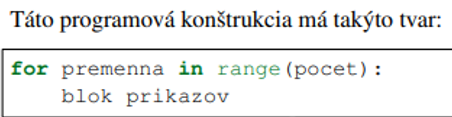 Táto programová konštrukcia má takýto tvar:
for premenna in range(pocet):
    blok prikazov